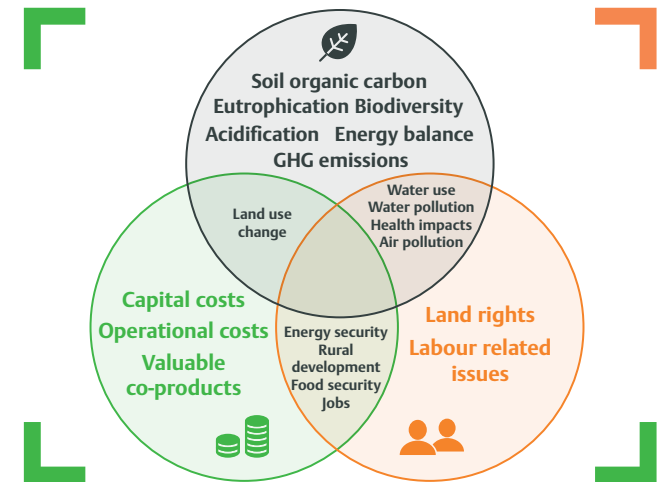 Soil organic carbon
Eutrophication Biodiversity
Acidification Energy balance
GHG emissions
Land use
change
Water use
Water pollution
Health impacts
Air pollution
Capital costs
Operational costs
Valuable
co-products
Energy security
Rural
development
Food security
Jobs
Land rights
Labour related
issues